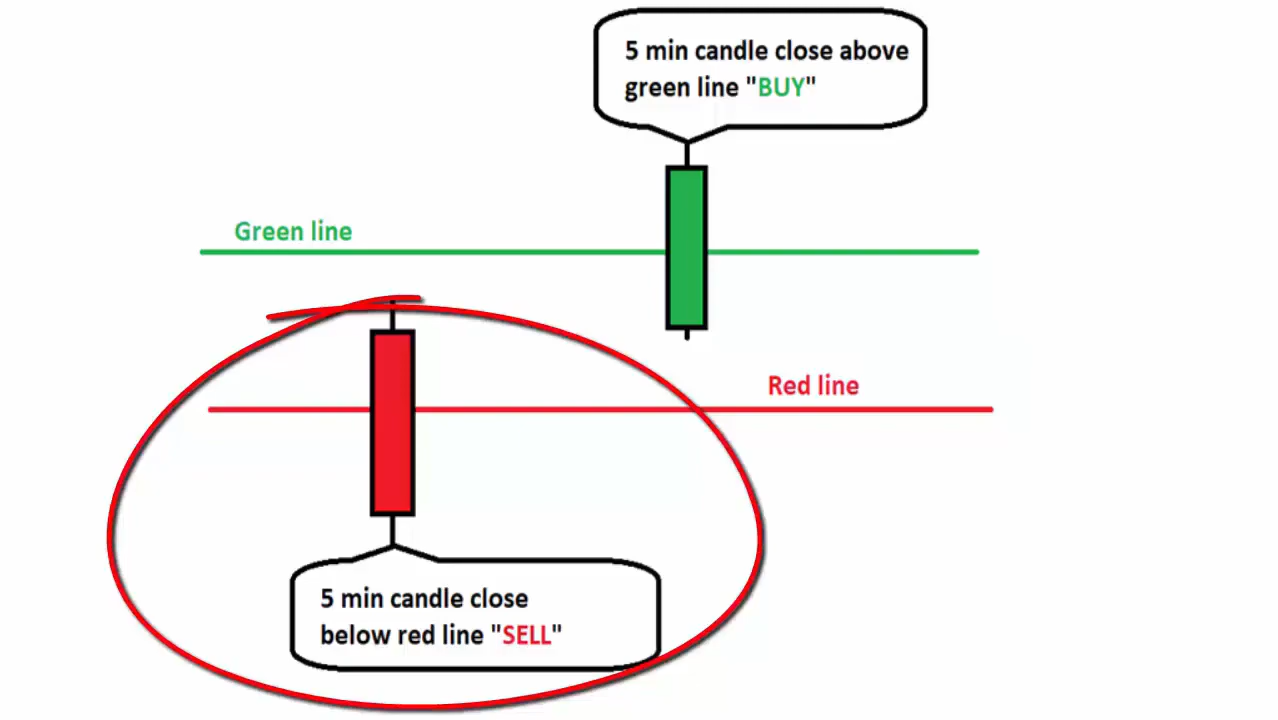 5 min candle close above
green line "BUY"
Green line
Red line
5 min candle close
below red line "SELL"